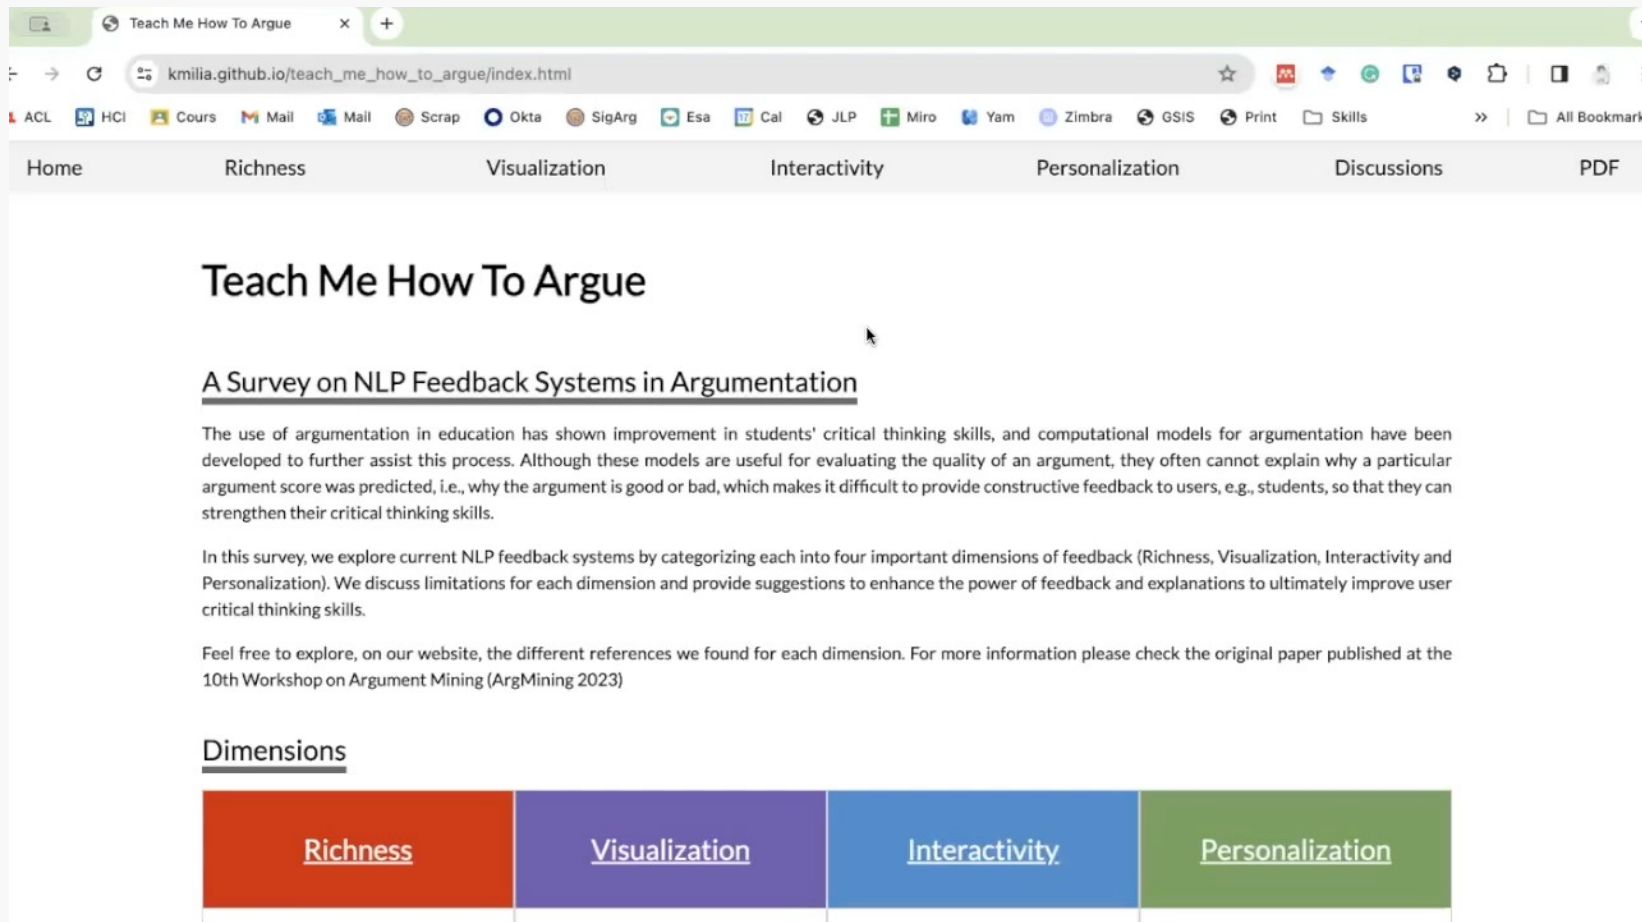 Teach Me How To Argue
kmilia.github.io/teach_me_how_to_argue/index.html
ACL HCI Cours Mail Mail Scrap Okta SigArg Esa Cal JLP Miro Yam Zimbra GSIS Print Skills » All Bookmark
Home Richness Visualization Interactivity Personalization Discussions PDF
Teach Me How To Argue
A Survey on NLP Feedback Systems in Argumentation
The use of argumentation in education has shown improvement in students' critical thinking skills, and computational models for argumentation have been
developed to further assist this process. Although these models are useful for evaluating the quality of an argument, they often cannot explain why a particular
argument score was predicted, i.e., why the argument is good or bad, which makes it difficult to provide constructive feedback to users, e.g., students, so that they can
strengthen their critical thinking skills.
In this survey, we explore current NLP feedback systems by categorizing each into four important dimensions of feedback (Richness, Visualization, Interactivity and
Personalization). We discuss limitations for each dimension and provide suggestions to enhance the power of feedback and explanations to ultimately improve user
critical thinking skills.
Feel free to explore, on our website, the different references we found for each dimension. For more information please check the original paper published at the
10th Workshop on Argument Mining (ArgMining 2023)
Dimensions
Richness Visualization Interactivity Personalization